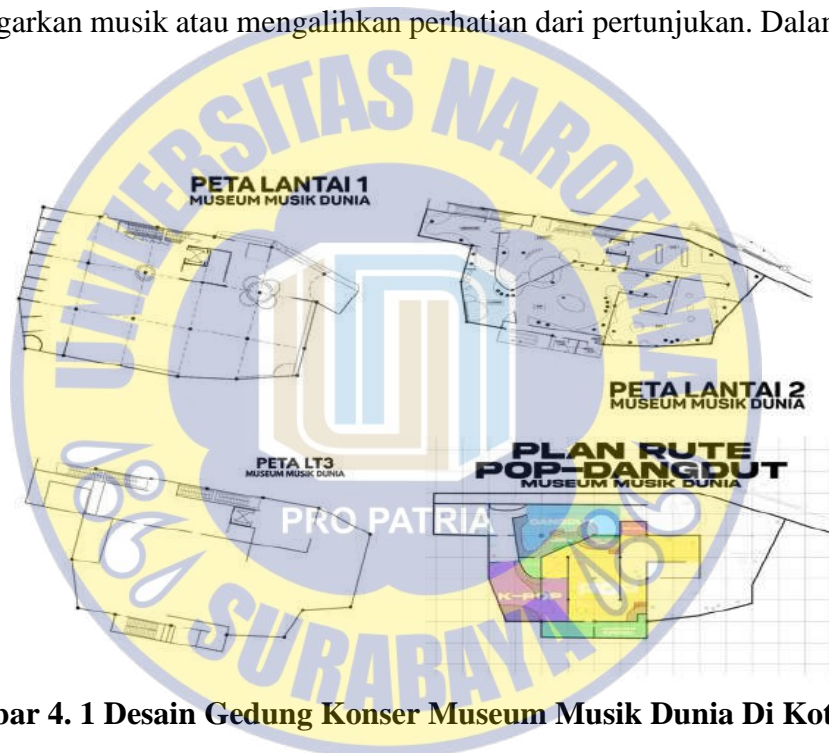 garkan musik atau mengalihkan perhatian dari pertunjukan. Dalam
UNIVERSITAS NAROTAMA
PETA LANTAI 1
MUSEUM MUSIK DUNIA
PETA LANTAI 2
MUSEUM MUSIK DUNIA
PETA LT3
MUSEUM MUSIK DUNIA
PLAN RUTE
POP-DANGDUT
MUSEUM MUSIK DUNIA
PRO PATRIA
K-POP
SURABAYA
bar 4. 1 Desain Gedung Konser Museum Musik Dunia Di Kot